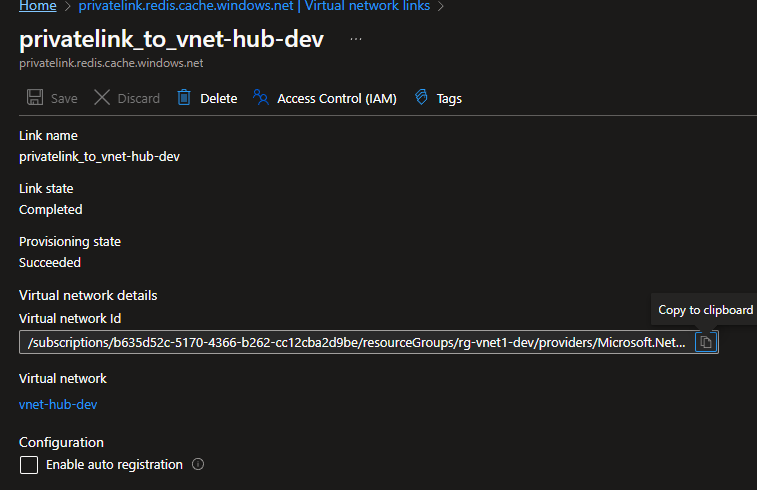 Home > privatelink.redis.cache.windows.net | Virtual network links >
privatelink_to_vnet-hub-dev ...
privatelink.redis.cache.windows.net
Save Discard Delete Access Control (IAM) Tags
Link name
privatelink_to_vnet-hub-dev
Link state
Completed
Provisioning state
Succeeded
Virtual network details
Copy to clipboard
Virtual network Id
/subscriptions/b635d52c-5170-4366-b262-cc12cba2d9be/resourceGroups/rg-vnet1-dev/providers/Microsoft.Net...
Virtual network
vnet-hub-dev
Configuration
Enable auto registration